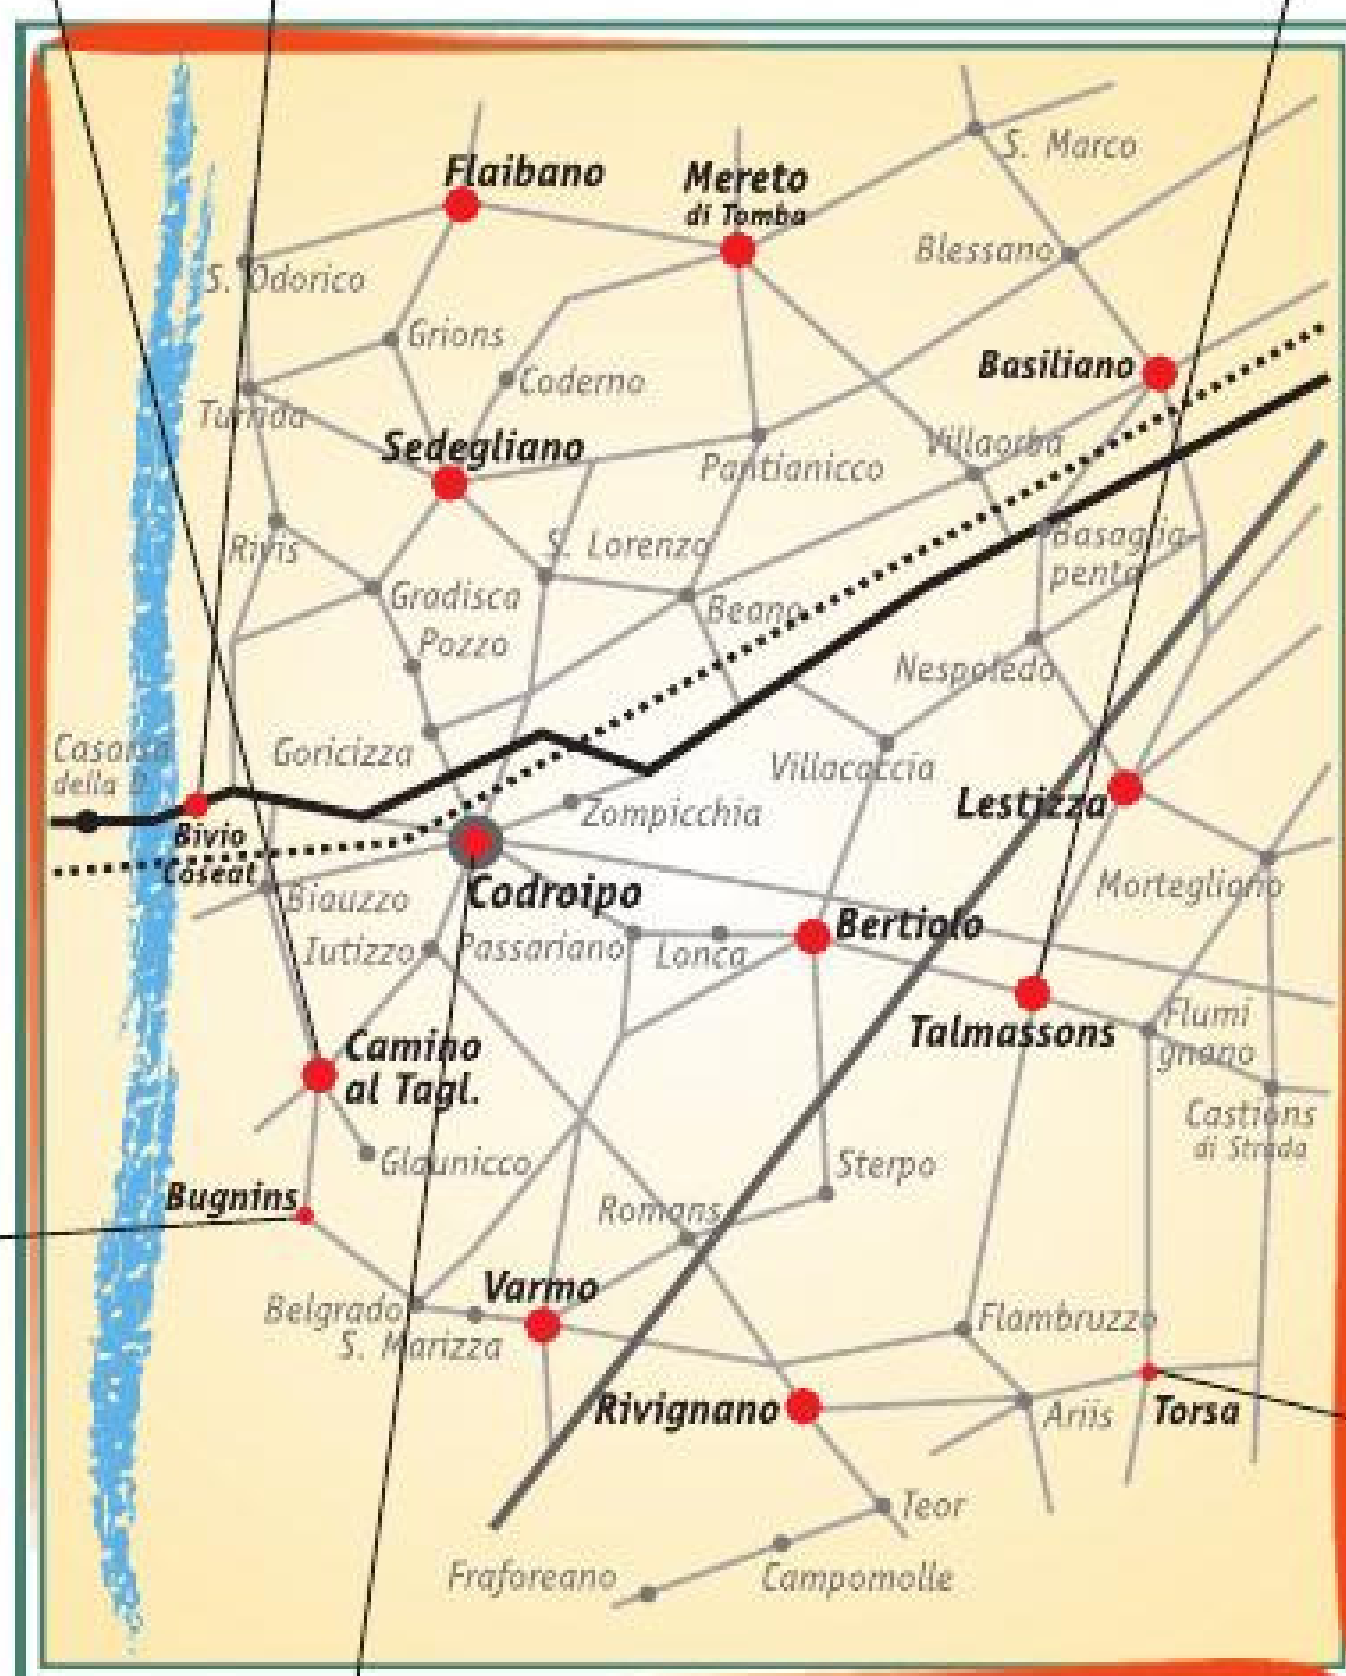 S. Marco
Flaibano
Mereto
di Tomba
Blessano
S. Odorico
Grions
Basiliano
Coderno
Turrida
Sedegliano
Villaorba
Pantianicco
Rivis
S. Lorenzo
Basaglia-
penta
Gradisca
Beano
Pozzo
Nespoledo
Casarsa
della D.
Goricizza
Villacaccia
Lestizza
Zompicchia
Bivio
Coseat
Codroipo
Biauzzo
Mortegliano
Bertiolo
Iutizzo
Passariano
Lonca
Flumi
gnano
Talmassons
Camino
al Tagl.
Castions
di Strada
Glaunicco
Sterpo
Bugnins
Romans
Varmo
Belgrado
S. Marizza
Flambruzzo
Rivignano
Ariis
Torsa
Teor
Fraforeano
Campomolle